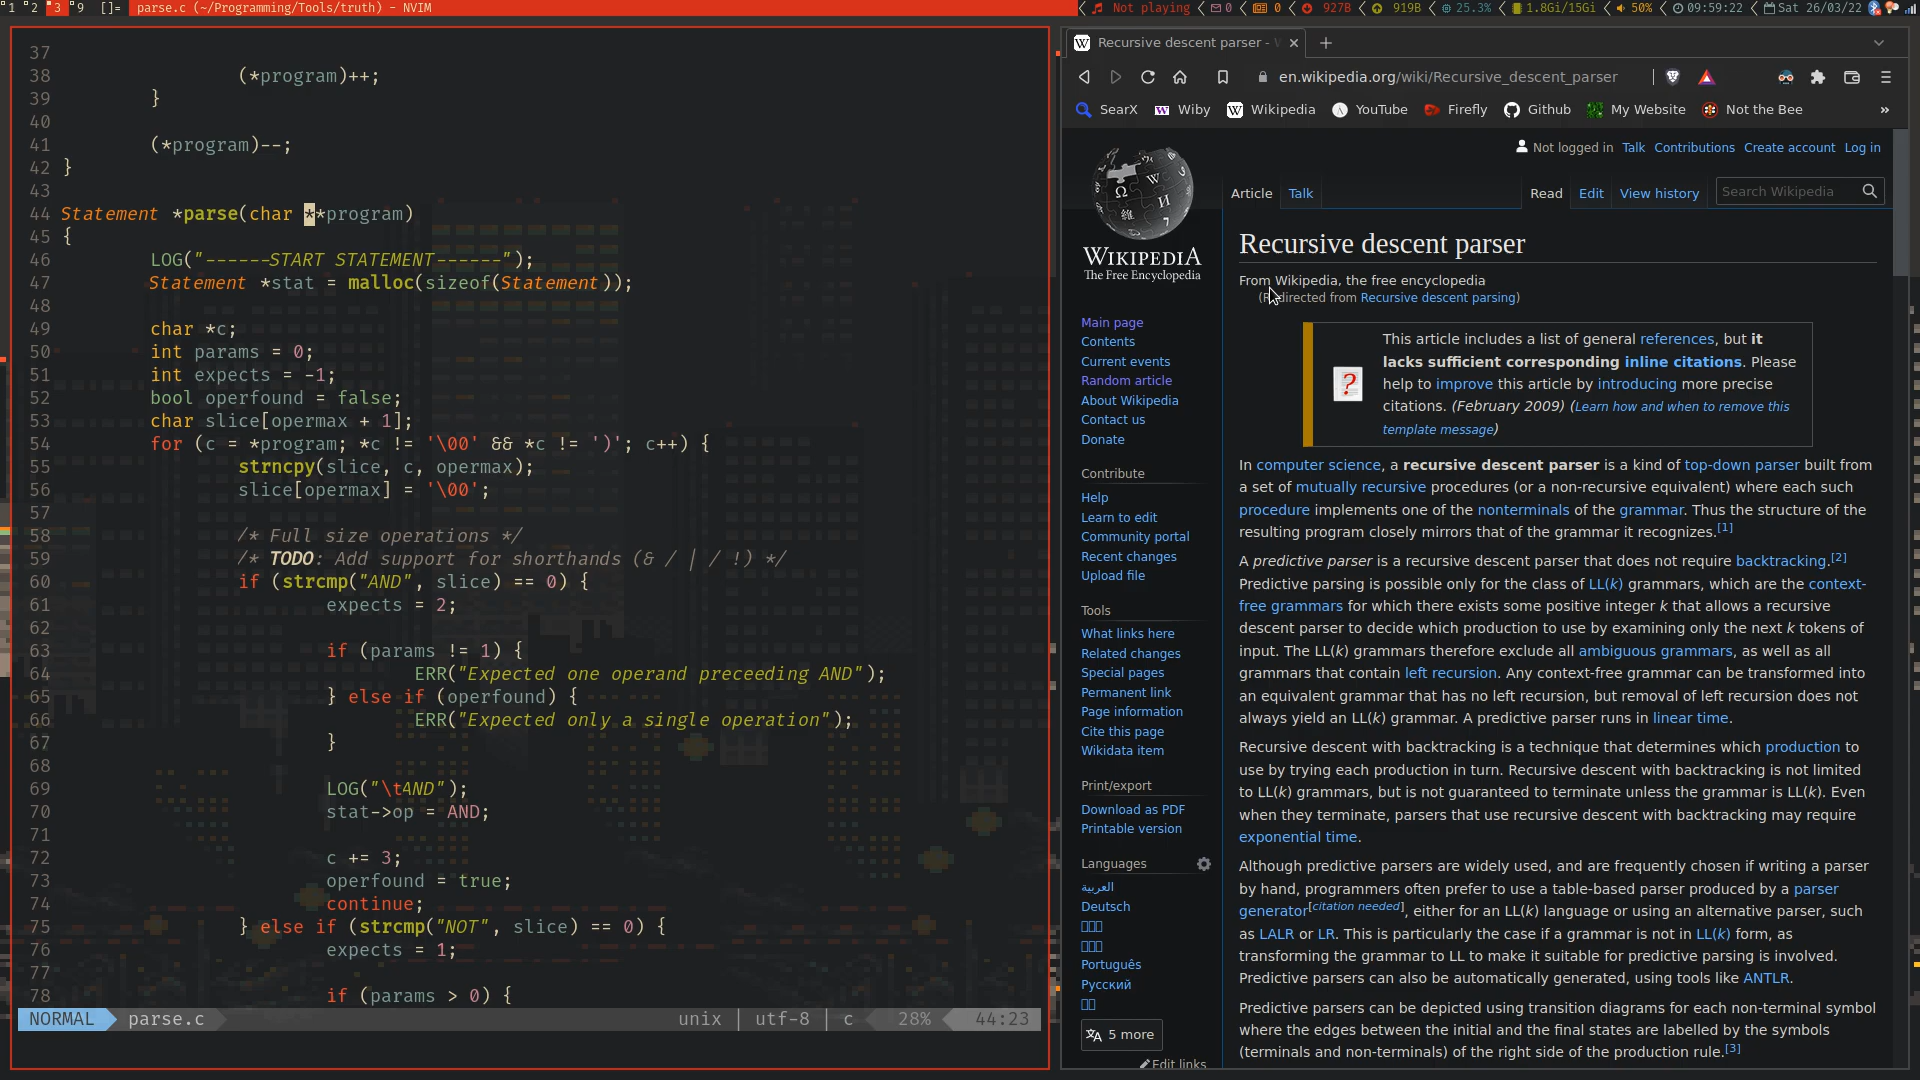 1 2 3 9 []= parse.c (~/Programming/Tools/truth) - NVIM
Not playing 0 0 927B 919B 25.3% 1.8Gi/15Gi 50% 09:59:22 Sat 26/03/22
37
38 (*program)++;
39 }
40
41 (*program)--;
42 }
43
44 Statement *parse(char **program)
45 {
46 LOG("------START STATEMENT------");
47 Statement *stat = malloc(sizeof(Statement));
48
49 char *c;
50 int params = 0;
51 int expects = -1;
52 bool operfound = false;
53 char slice[opermax + 1];
54 for (c = *program; *c != '\00' && *c != ')'; c++) {
55 strncpy(slice, c, opermax);
56 slice[opermax] = '\00';
57
58 /* Full size operations */
59 /* TODO: Add support for shorthands (& / | / !) */
60 if (strcmp("AND", slice) == 0) {
61 expects = 2;
62
63 if (params != 1) {
64 ERR("Expected one operand preceeding AND");
65 } else if (operfound) {
66 ERR("Expected only a single operation");
67 }
68
69 LOG("\tAND");
70 stat->op = AND;
71
72 c += 3;
73 operfound = true;
74 continue;
75 } else if (strcmp("NOT", slice) == 0) {
76 expects = 1;
77
78 if (params > 0) {
NORMAL parse.c unix | utf-8 | c 28% 44:23
Recursive descent parser -
en.wikipedia.org/wiki/Recursive_descent_parser
SearX Wiby Wikipedia YouTube Firefly Github My Website Not the Bee »
Not logged in Talk Contributions Create account Log in
Article Talk Read Edit View history Search Wikipedia
WIKIPEDIA
The Free Encyclopedia
Main page
Contents
Current events
Random article
About Wikipedia
Contact us
Donate
Contribute
Help
Learn to edit
Community portal
Recent changes
Upload file
Tools
What links here
Related changes
Special pages
Permanent link
Page information
Cite this page
Wikidata item
Print/export
Download as PDF
Printable version
Languages
العربية
Deutsch
Português
Русский
5 more
Edit links
Recursive descent parser
From Wikipedia, the free encyclopedia
(Redirected from Recursive descent parsing)
This article includes a list of general references, but it
lacks sufficient corresponding inline citations. Please
help to improve this article by introducing more precise
citations. (February 2009) (Learn how and when to remove this
template message)
In computer science, a recursive descent parser is a kind of top-down parser built from
a set of mutually recursive procedures (or a non-recursive equivalent) where each such
procedure implements one of the nonterminals of the grammar. Thus the structure of the
resulting program closely mirrors that of the grammar it recognizes.[1]
A predictive parser is a recursive descent parser that does not require backtracking.[2]
Predictive parsing is possible only for the class of LL(k) grammars, which are the context-
free grammars for which there exists some positive integer k that allows a recursive
descent parser to decide which production to use by examining only the next k tokens of
input. The LL(k) grammars therefore exclude all ambiguous grammars, as well as all
grammars that contain left recursion. Any context-free grammar can be transformed into
an equivalent grammar that has no left recursion, but removal of left recursion does not
always yield an LL(k) grammar. A predictive parser runs in linear time.
Recursive descent with backtracking is a technique that determines which production to
use by trying each production in turn. Recursive descent with backtracking is not limited
to LL(k) grammars, but is not guaranteed to terminate unless the grammar is LL(k). Even
when they terminate, parsers that use recursive descent with backtracking may require
exponential time.
Although predictive parsers are widely used, and are frequently chosen if writing a parser
by hand, programmers often prefer to use a table-based parser produced by a parser
generator[citation needed], either for an LL(k) language or using an alternative parser, such
as LALR or LR. This is particularly the case if a grammar is not in LL(k) form, as
transforming the grammar to LL to make it suitable for predictive parsing is involved.
Predictive parsers can also be automatically generated, using tools like ANTLR.
Predictive parsers can be depicted using transition diagrams for each non-terminal symbol
where the edges between the initial and the final states are labelled by the symbols
(terminals and non-terminals) of the right side of the production rule.[3]